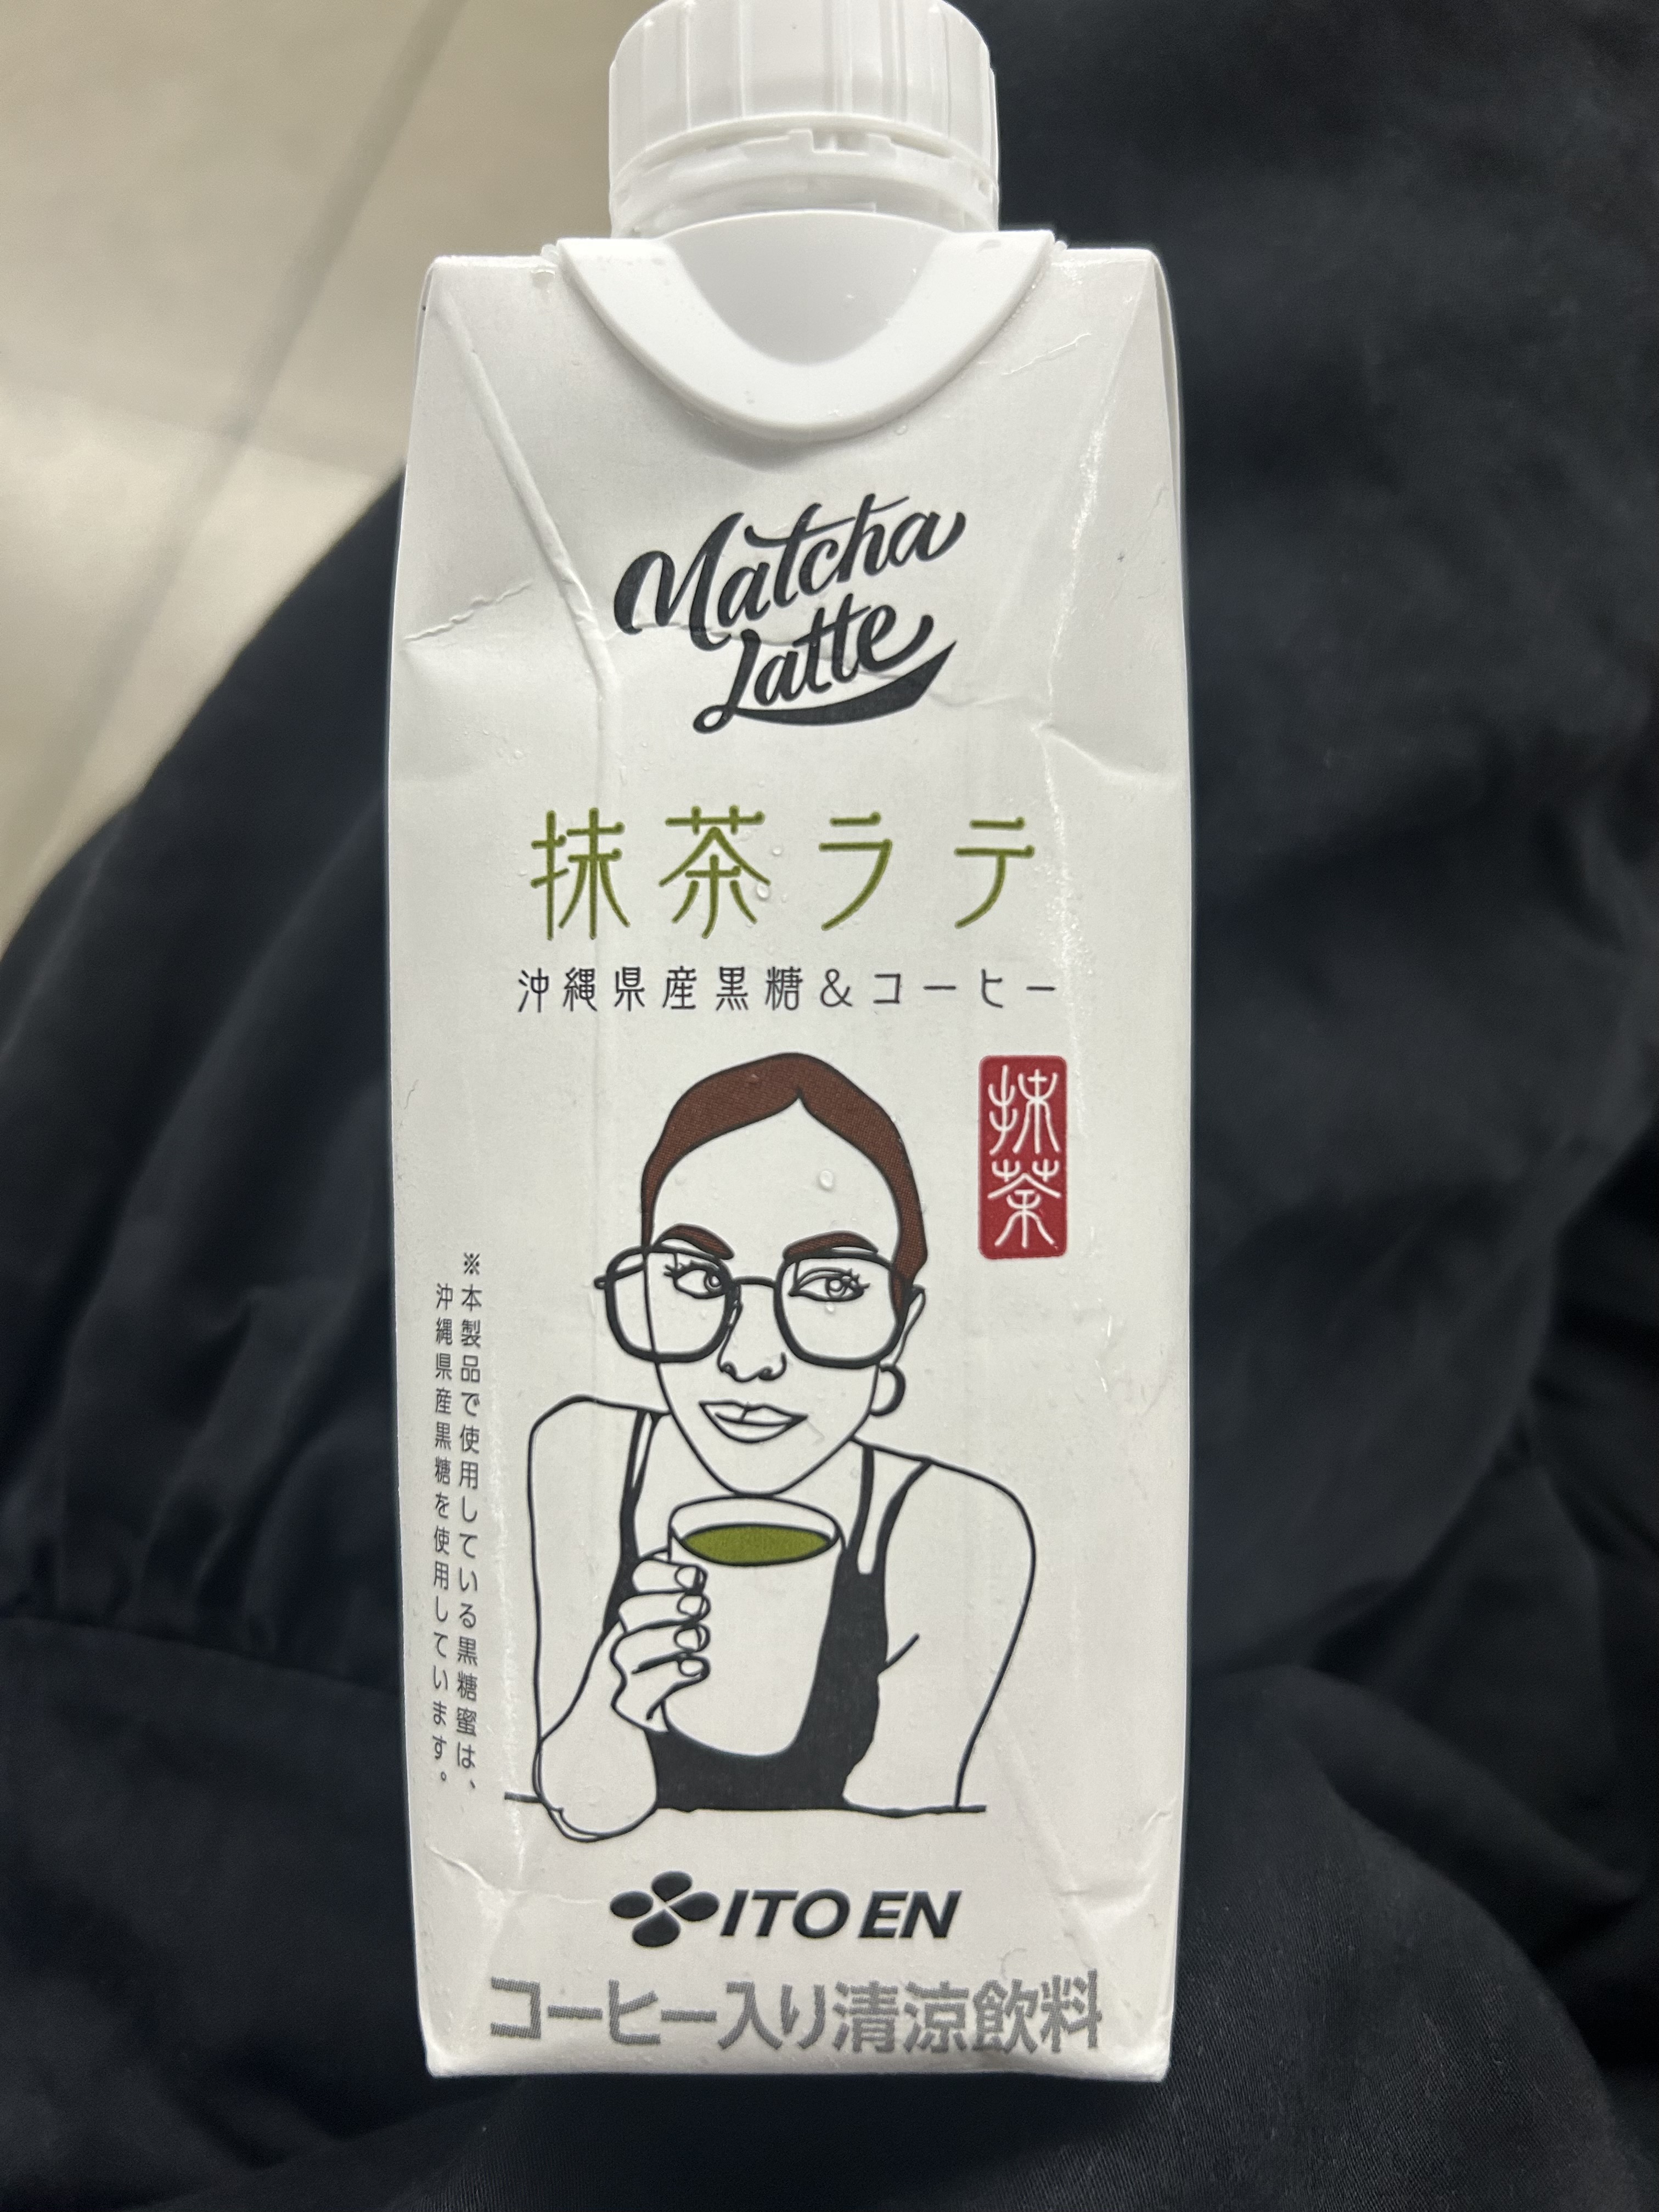 Matcha
Latte
抹茶ラテ
沖縄県産黒糖&コーヒー
抹茶
※本製品で使用している黒糖蜜は、
沖縄県産黒糖を使用しています。
ITO EN
コーヒー入り清涼飲料